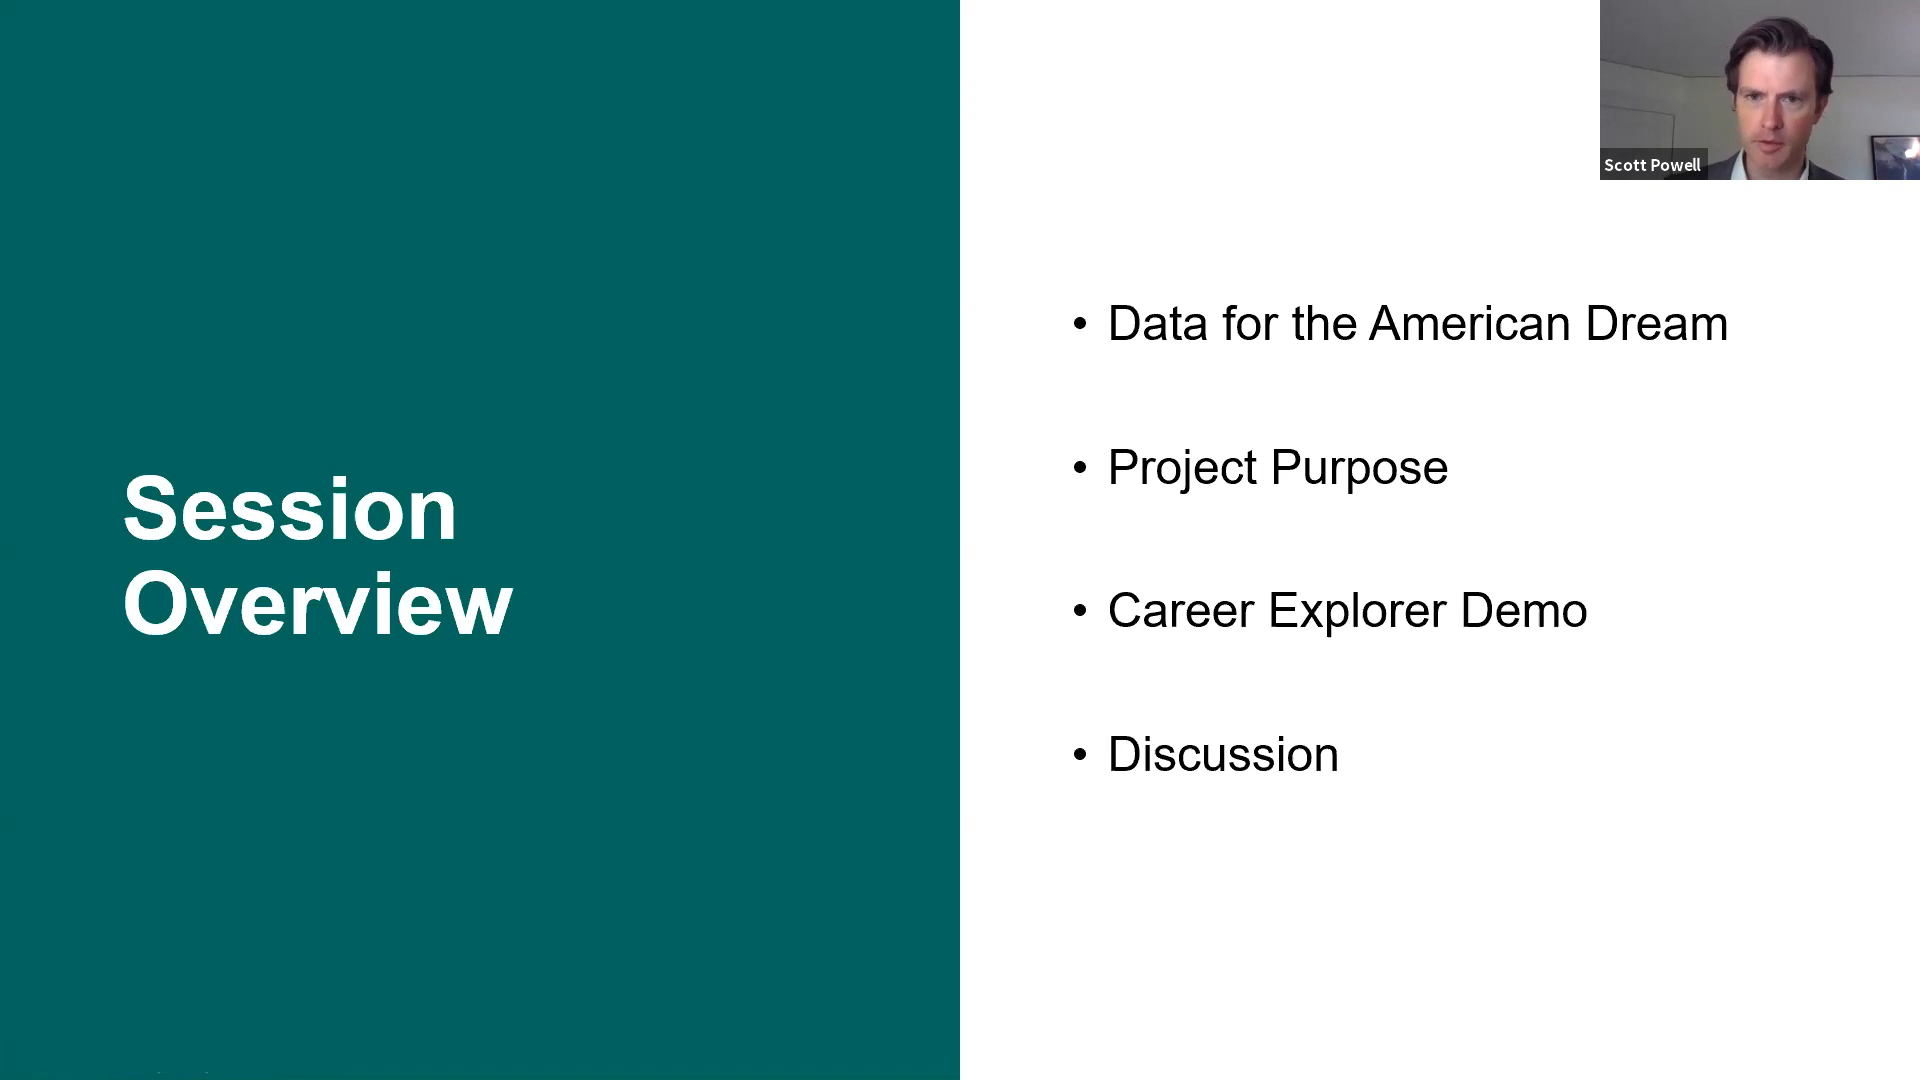 Session
Overview
• Data for the American Dream
• Project Purpose
• Career Explorer Demo
• Discussion
Scott Powell